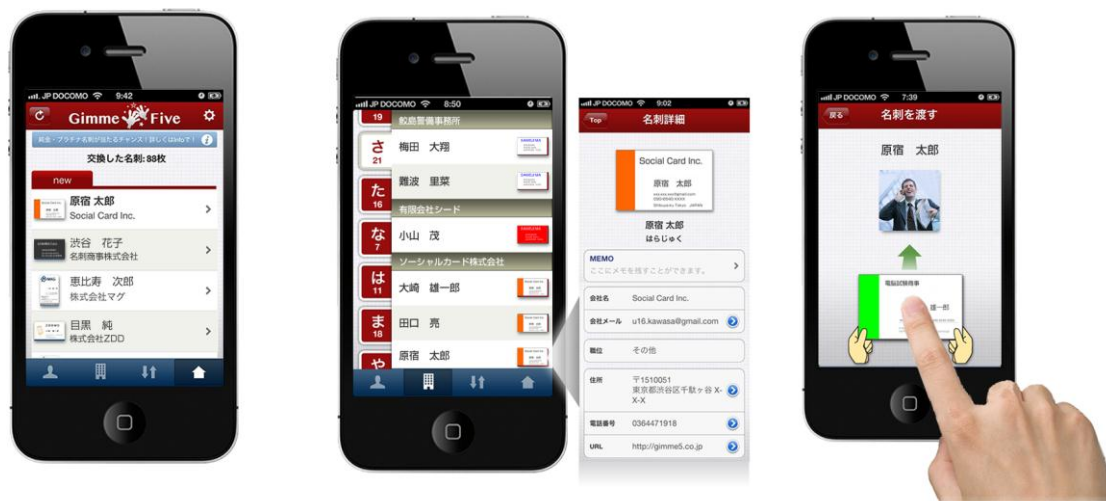 JP DOCOMO 9:42
Gimme Five
交換した名刺:88枚
new
原宿 太郎
Social Card Inc.
渋谷 花子
名刺商事株式会社
恵比寿 次郎
株式会社マグ
目黒 純
株式会社ZDD
JP DOCOMO 8:50
19
鮫島警備事務所
さ
21
梅田 大翔
難波 里菜
た
16
有限会社シード
な
7
小山 茂
ソーシャルカード株式会社
は
11
大崎 雄一郎
ま
18
田口 亮
や
原宿 太郎
JP DOCOMO 9:02
Top
名刺詳細
Social Card Inc.
原宿 太郎
Shibuya-ku Tokyo JAPAN
原宿 太郎
はらじゅく
MEMO
ここにメモを残すことができます。
会社名 Social Card Inc.
会社メール u16.kawasa@gmail.com
職位 その他
住所 〒1510051
東京都渋谷区千駄ヶ谷 X-
X-X
電話番号 0364471918
URL http://gimme5.co.jp
JP DOCOMO 7:39
戻る
名刺を渡す
原宿 太郎
電脳試験商事
雄一郎